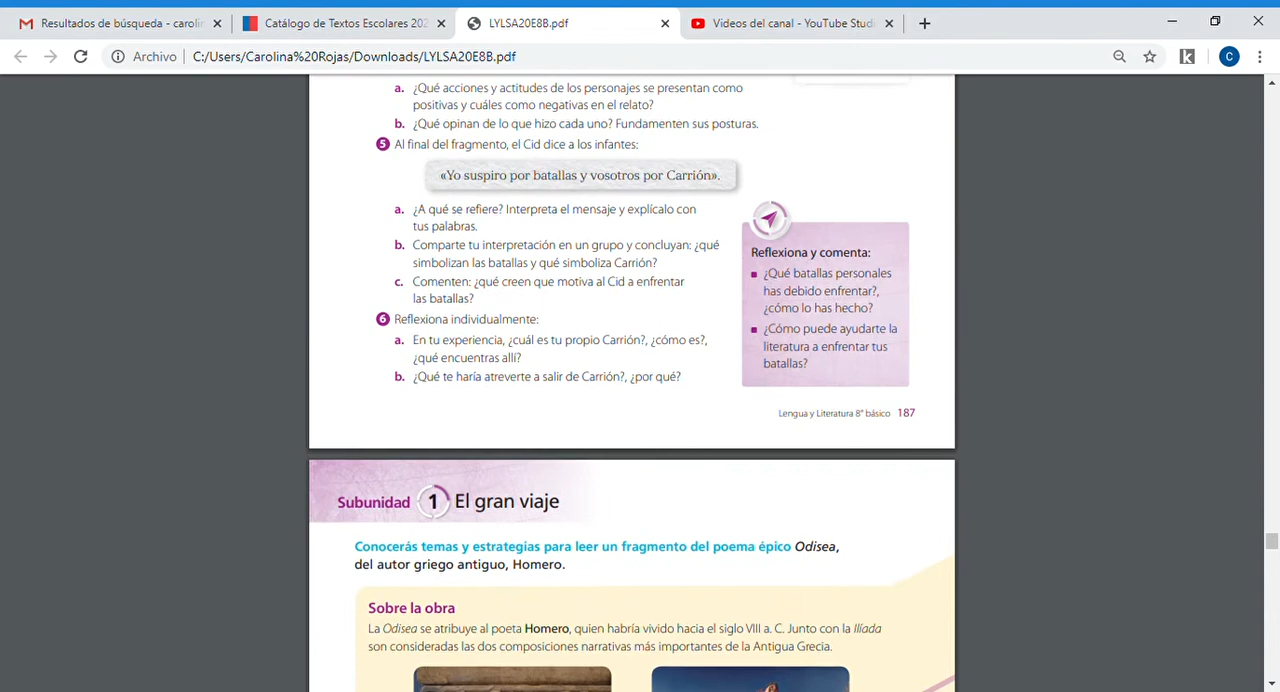 Resultados de búsqueda - carolin
Catálogo de Textos Escolares 202
LYLSA20E8B.pdf
Videos del canal - YouTube Studi
Archivo
C:/Users/Carolina%20Rojas/Downloads/LYLSA20E8B.pdf
C
a. ¿Qué acciones y actitudes de los personajes se presentan como
positivas y cuáles como negativas en el relato?
b. ¿Qué opinan de lo que hizo cada uno? Fundamenten sus posturas.
5 Al final del fragmento, el Cid dice a los infantes:
«Yo suspiro por batallas y vosotros por Carrión».
a. ¿A qué se refiere? Interpreta el mensaje y explícalo con
tus palabras.
b. Comparte tu interpretación en un grupo y concluyan: ¿qué
simbolizan las batallas y qué simboliza Carrión?
c. Comenten: ¿qué creen que motiva al Cid a enfrentar
las batallas?
6 Reflexiona individualmente:
a. En tu experiencia, ¿cuál es tu propio Carrión?, ¿cómo es?,
¿qué encuentras allí?
b. ¿Qué te haría atreverte a salir de Carrión?, ¿por qué?
Reflexiona y comenta:
¿Qué batallas personales
has debido enfrentar?,
¿cómo lo has hecho?
¿Cómo puede ayudarte la
literatura a enfrentar tus
batallas?
Lengua y Literatura 8° básico 187
Subunidad 1 El gran viaje
Conocerás temas y estrategias para leer un fragmento del poema épico Odisea,
del autor griego antiguo, Homero.
Sobre la obra
La Odisea se atribuye al poeta Homero, quien habría vivido hacia el siglo VIII a. C. Junto con la Ilíada
son consideradas las dos composiciones narrativas más importantes de la Antigua Grecia.